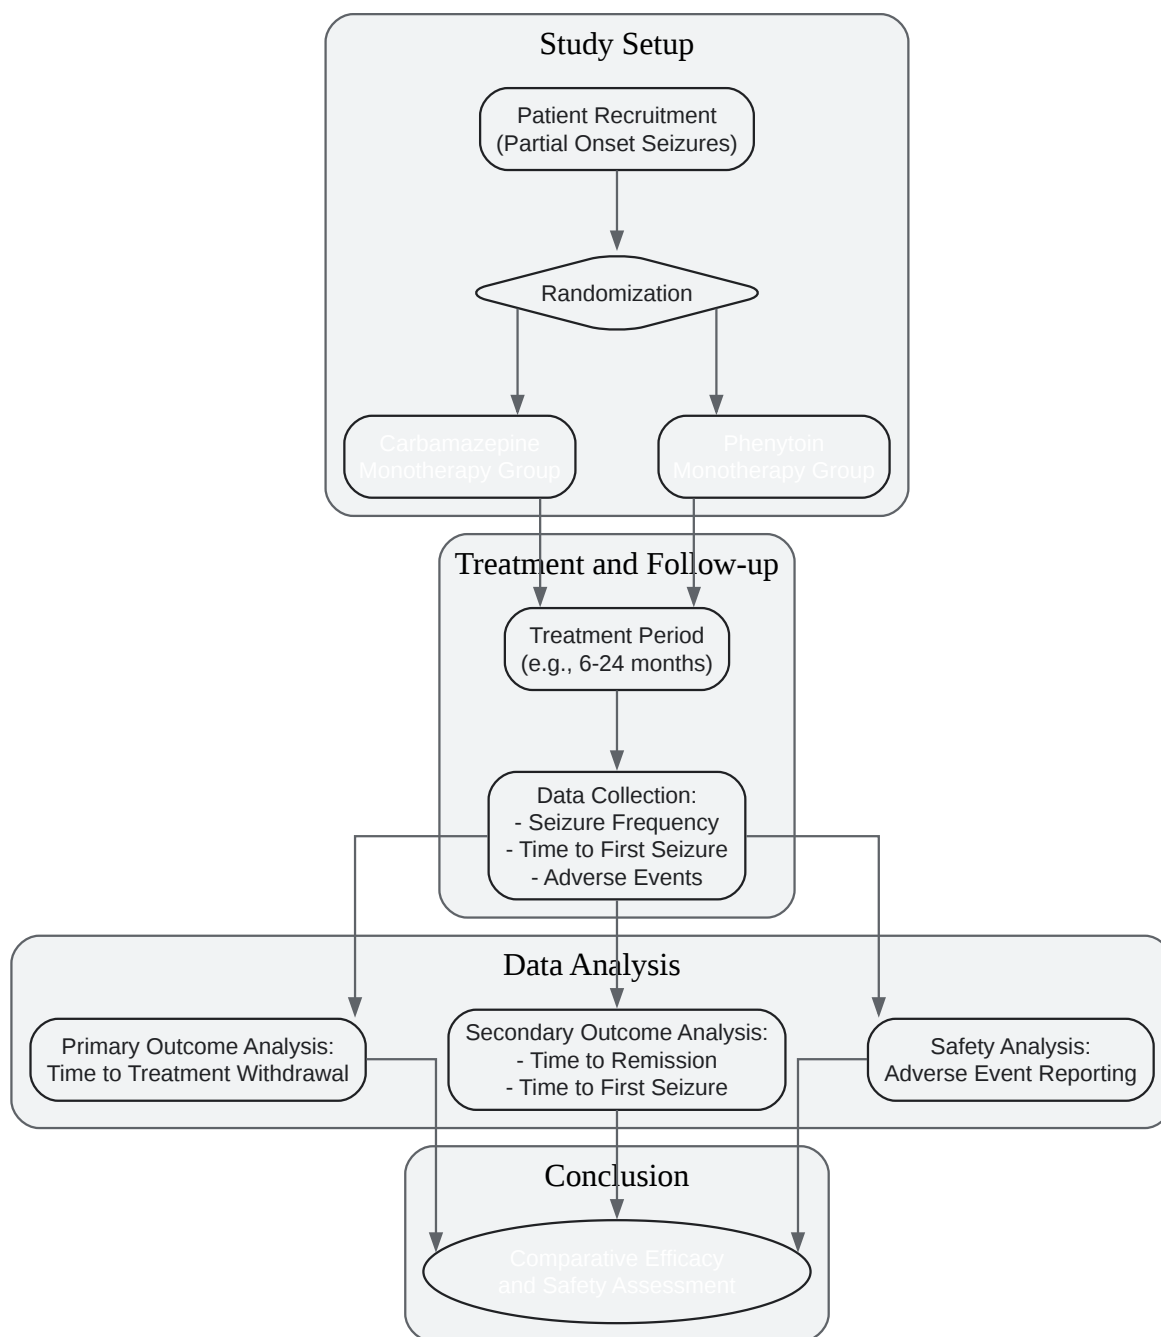 Study Setup
Patient Recruitment
(Partial Onset Seizures)
Randomization
Carbamazepine
Monotherapy Group
Phenytoin
Monotherapy Group
Treatment and Follow-up
Treatment Period
(e.g., 6-24 months)
Data Collection:
- Seizure Frequency
- Time to First Seizure
- Adverse Events
Data Analysis
Primary Outcome Analysis:
Time to Treatment Withdrawal
Secondary Outcome Analysis:
- Time to Remission
- Time to First Seizure
Safety Analysis:
Adverse Event Reporting
Conclusion
Comparative Efficacy
and Safety Assessment